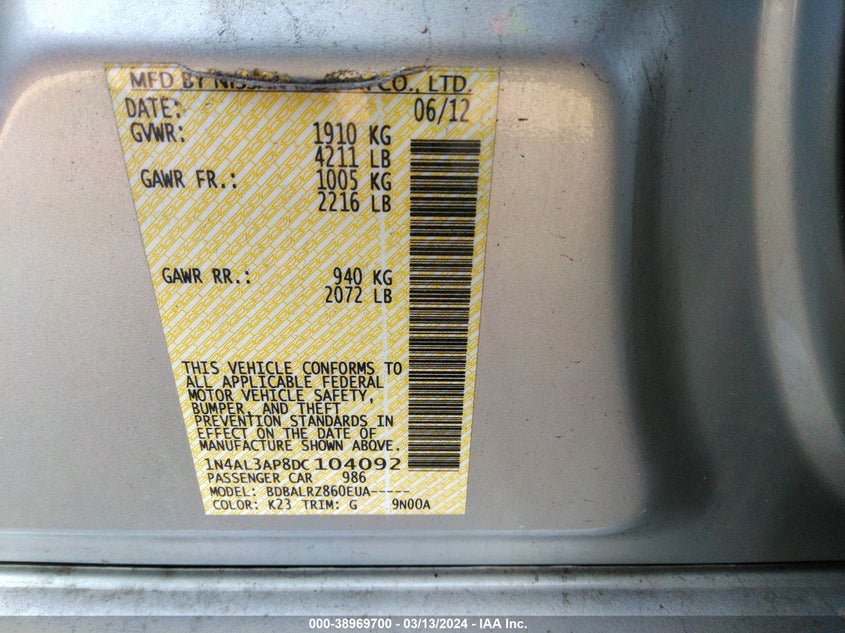 MFD BY NISS CO., LTD.
DATE: 06/12
GVWR: 1910 KG
4211 LB
GAWR FR.: 1005 KG
2216 LB
GAWR RR.: 940 KG
2072 LB
THIS VEHICLE CONFORMS TO
ALL APPLICABLE FEDERAL
MOTOR VEHICLE SAFETY,
BUMPER, AND THEFT
PREVENTION STANDARDS IN
EFFECT ON THE DATE OF
MANUFACTURE SHOWN ABOVE.
1N4AL3AP8DC104092
PASSENGER CAR 986
MODEL: BDBALRZ860EUA-----
COLOR: K23 TRIM: G 9N00A
000-38969700 — 03/13/2024 — IAA Inc.